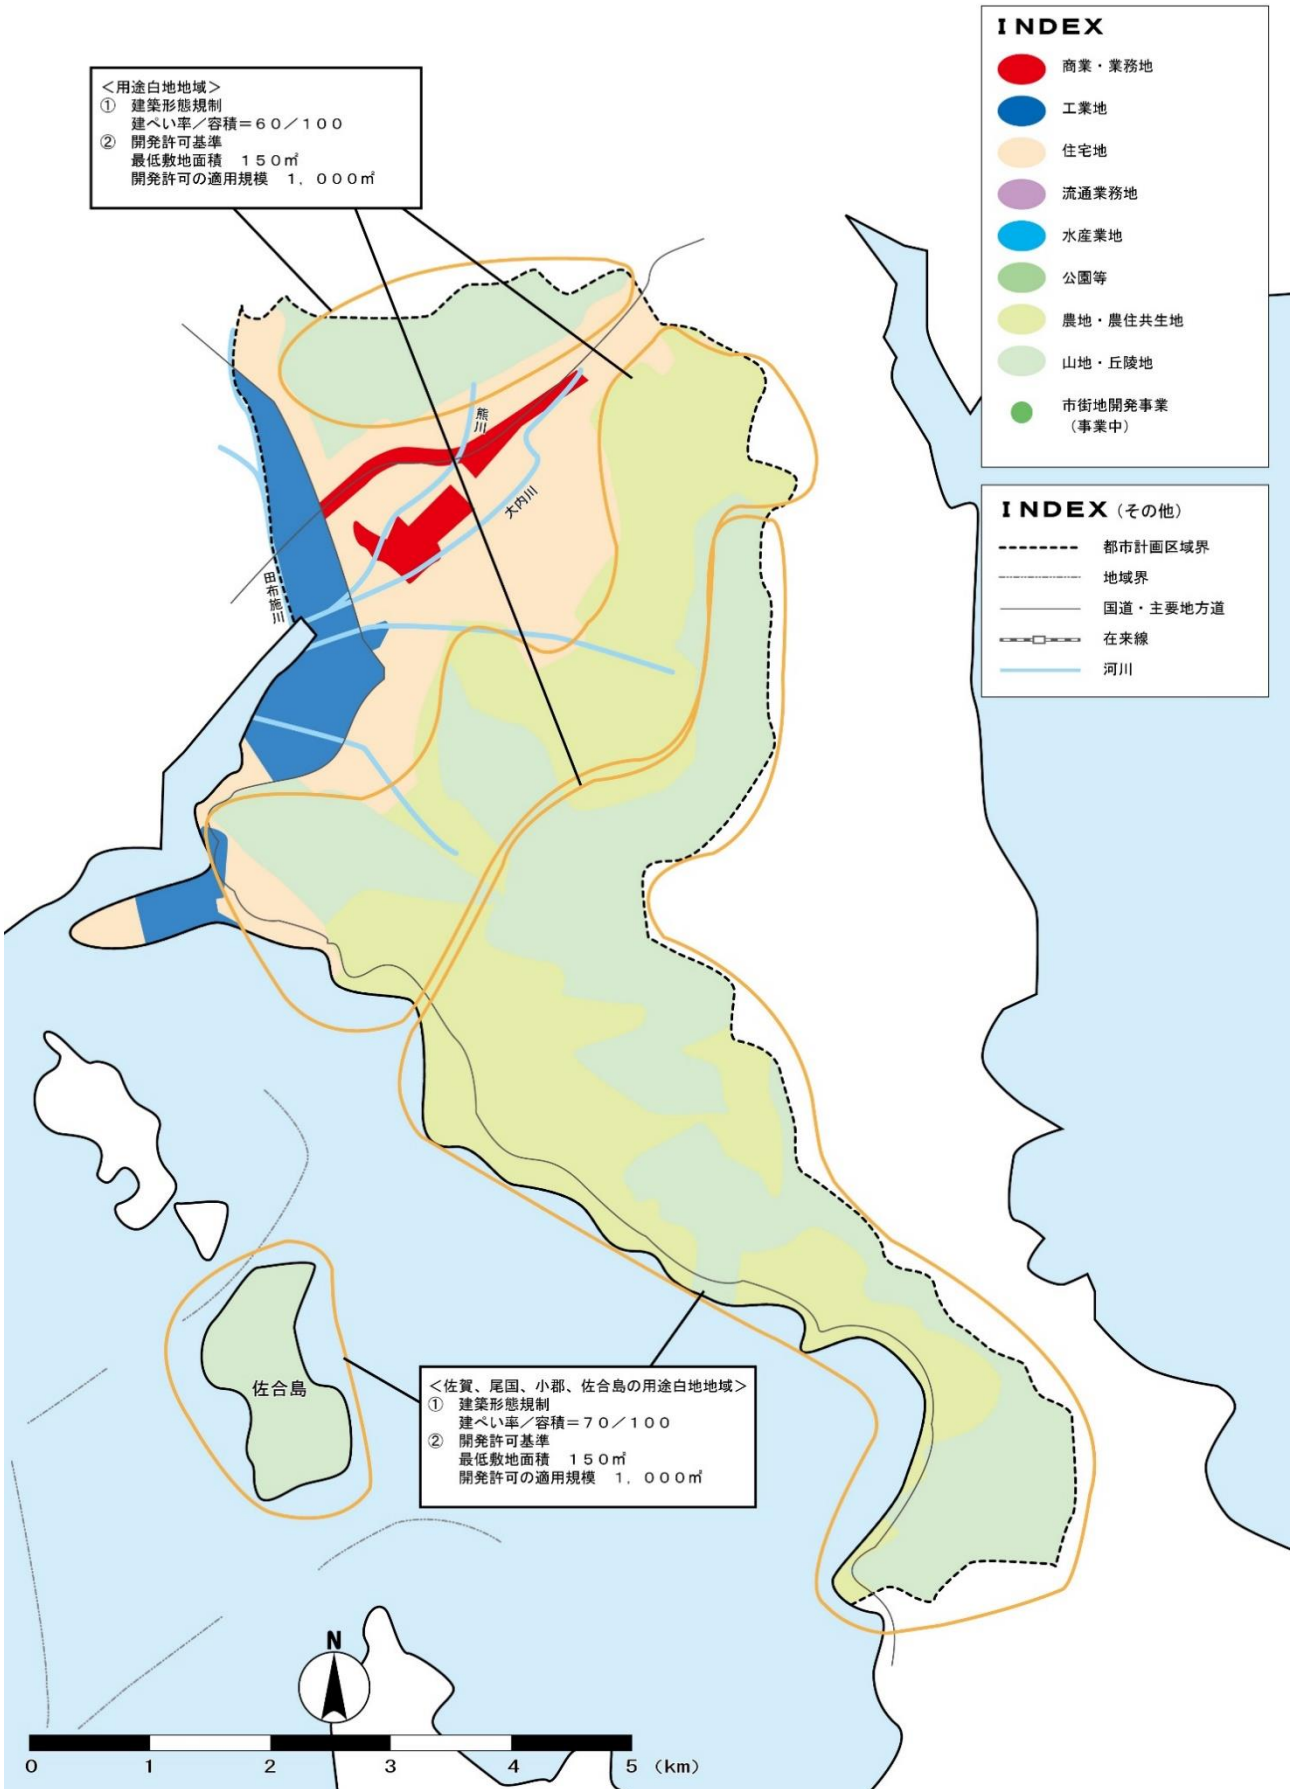 INDEX
商業・業務地
工業地
住宅地
流通業務地
水産業地
公園等
農地・農住共生地
山地・丘陵地
市街地開発事業
（事業中）
INDEX（その他）
都市計画区域界
地域界
国道・主要地方道
在来線
河川
＜用途白地地域＞
① 建築形態規制
建ぺい率／容積＝６０／１００
② 開発許可基準
最低敷地面積　１５０㎡
開発許可の適用規模　１，０００㎡
熊川
大内川
田布施川
佐合島
＜佐賀、尾国、小郡、佐合島の用途白地地域＞
① 建築形態規制
建ぺい率／容積＝７０／１００
② 開発許可基準
最低敷地面積　１５０㎡
開発許可の適用規模　１，０００㎡
N
0 1 2 3 4 5 (km)